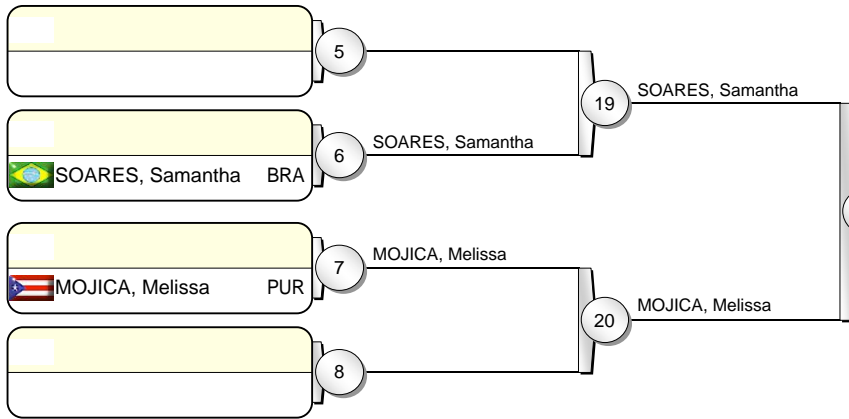 5
SOARES, Samantha
19
SOARES, Samantha
6
SOARES, Samantha BRA
MOJICA, Melissa
7
MOJICA, Melissa PUR
MOJICA, Melissa
20
8